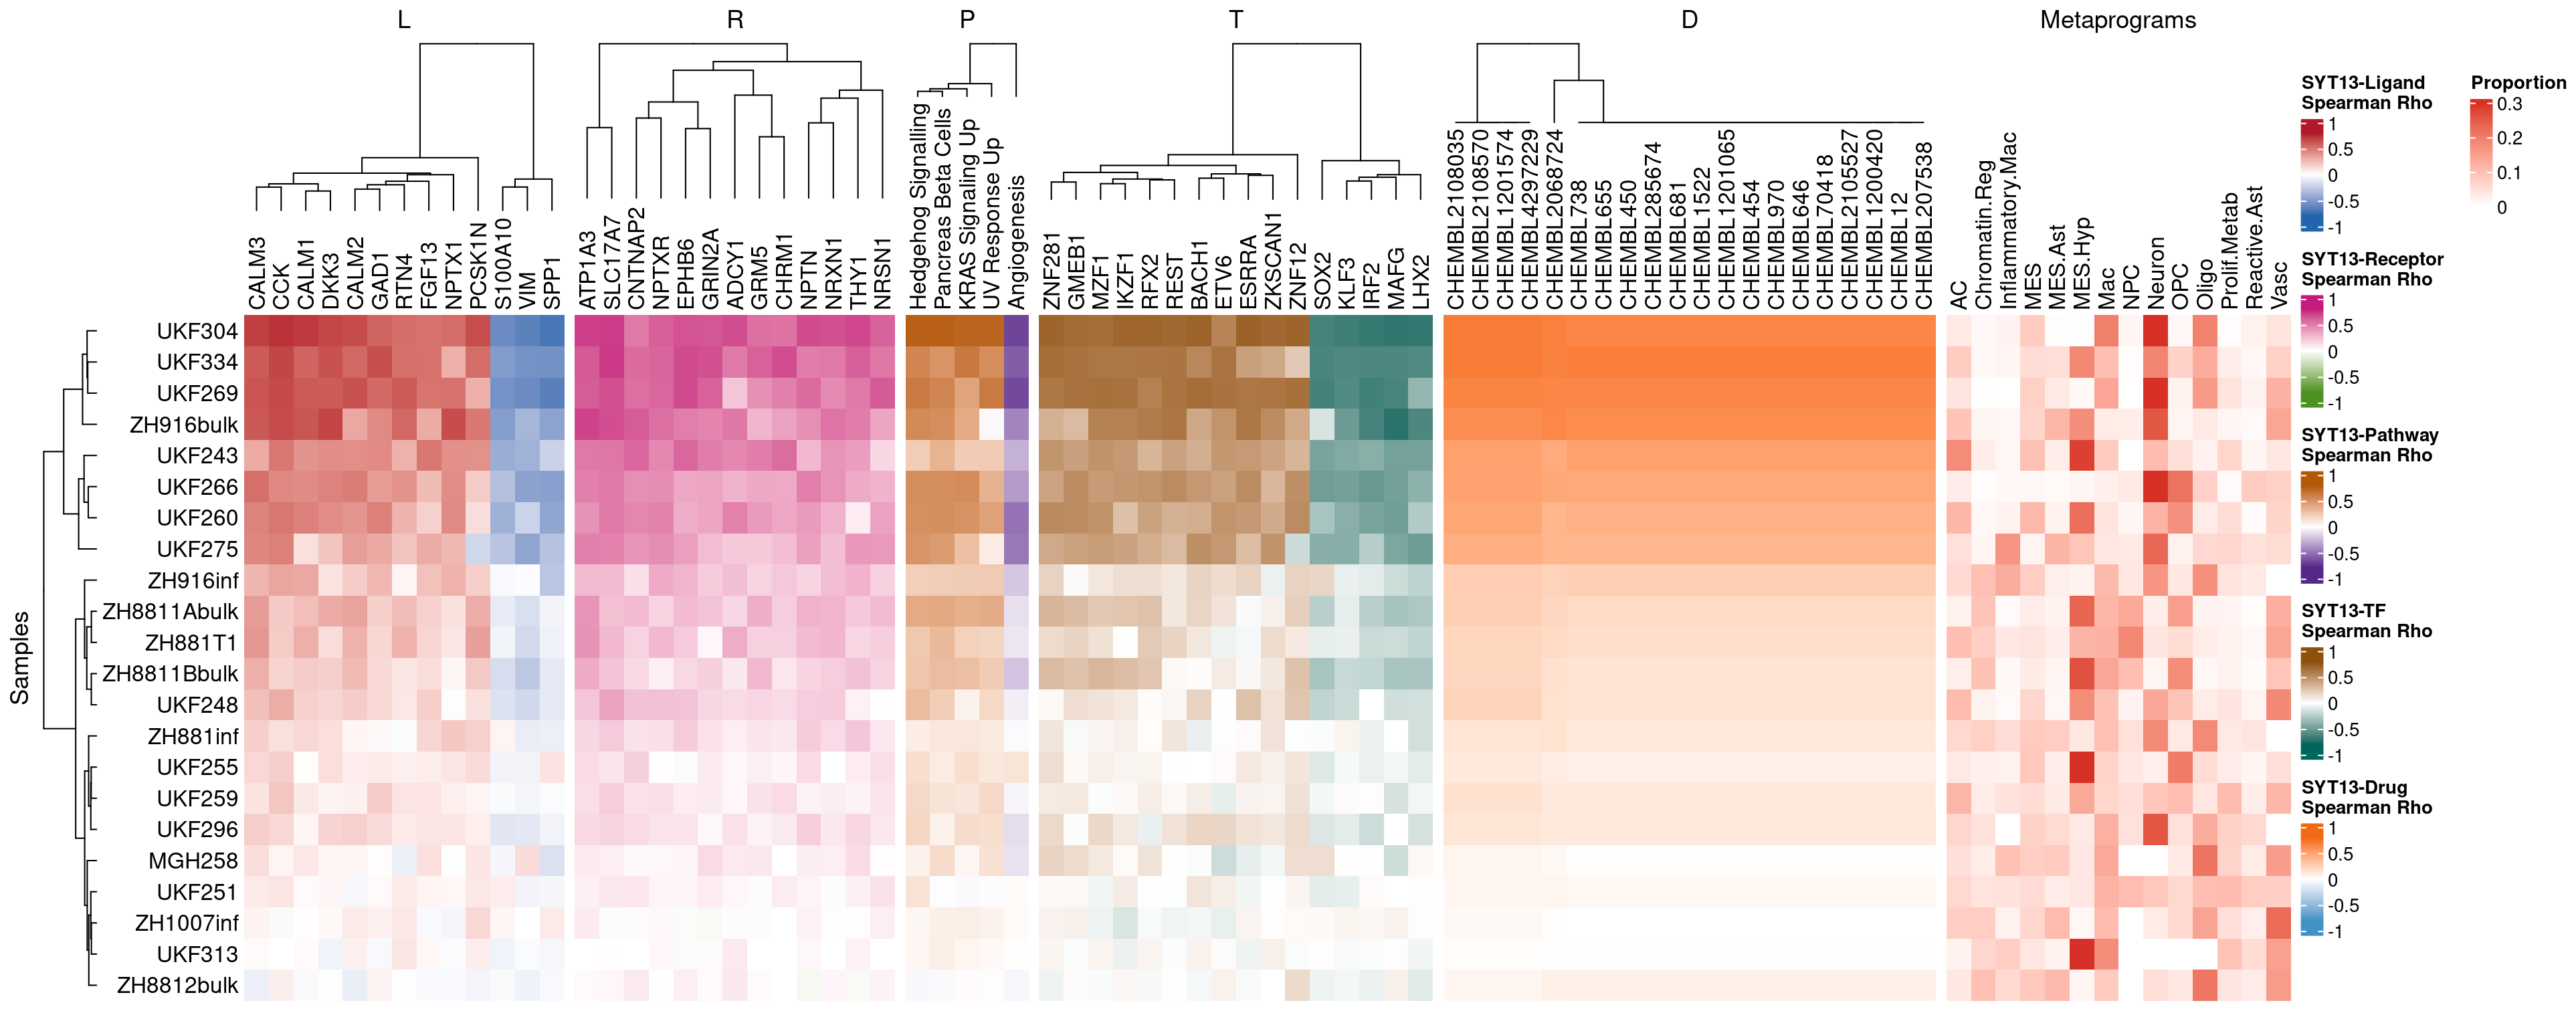 L R P T D Metaprograms
Hedgehog Signalling
Pancreas Beta Cells
KRAS Signaling Up
UV Response Up
Angiogenesis
CALM3
CCK
CALM1
DKK3
CALM2
GAD1
RTN4
FGF13
NPTX1
PCSK1N
S100A10
VIM
SPP1
ATP1A3
SLC17A7
CNTNAP2
NPTXR
EPHB6
GRIN2A
ADCY1
GRM5
CHRM1
NPTN
NRXN1
THY1
NRSN1
ZNF281
GMEB1
MZF1
IKZF1
RFX2
REST
BACH1
ETV6
ESRRA
ZKSCAN1
ZNF12
SOX2
KLF3
IRF2
MAFG
LHX2
CHEMBL2108035
CHEMBL2108570
CHEMBL1201574
CHEMBL4297229
CHEMBL2068724
CHEMBL738
CHEMBL655
CHEMBL450
CHEMBL285674
CHEMBL681
CHEMBL1522
CHEMBL1201065
CHEMBL454
CHEMBL970
CHEMBL646
CHEMBL70418
CHEMBL2105527
CHEMBL1200420
CHEMBL12
CHEMBL207538
AC
Chromatin.Reg
Inflammatory.Mac
MES
MES.Ast
MES.Hyp
Mac
NPC
Neuron
OPC
Oligo
Prolif.Metab
Reactive.Ast
Vasc
Samples
UKF304
UKF334
UKF269
ZH916bulk
UKF243
UKF266
UKF260
UKF275
ZH916inf
ZH8811Abulk
ZH881T1
ZH8811Bbulk
UKF248
ZH881inf
UKF255
UKF259
UKF296
MGH258
UKF251
ZH1007inf
UKF313
ZH8812bulk
SYT13-Ligand
Spearman Rho
1
0.5
0
-0.5
-1
SYT13-Receptor
Spearman Rho
1
0.5
0
-0.5
-1
SYT13-Pathway
Spearman Rho
1
0.5
0
-0.5
-1
SYT13-TF
Spearman Rho
1
0.5
0
-0.5
-1
SYT13-Drug
Spearman Rho
1
0.5
0
-0.5
-1
Proportion
0.3
0.2
0.1
0